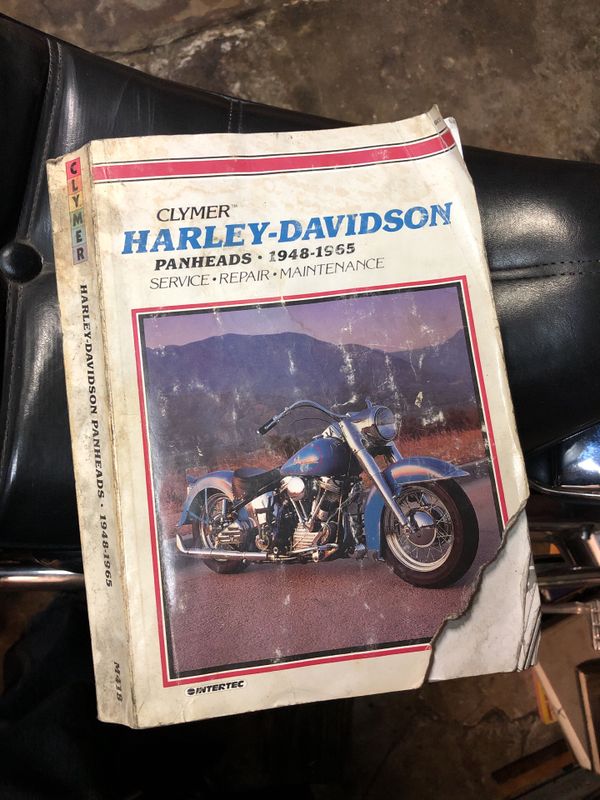 CLYMER™
HARLEY-DAVIDSON
PANHEADS • 1948-1965
SERVICE • REPAIR • MAINTENANCE
INTERTEC
CLYMER
HARLEY-DAVIDSON PANHEADS • 1948-1965
M418